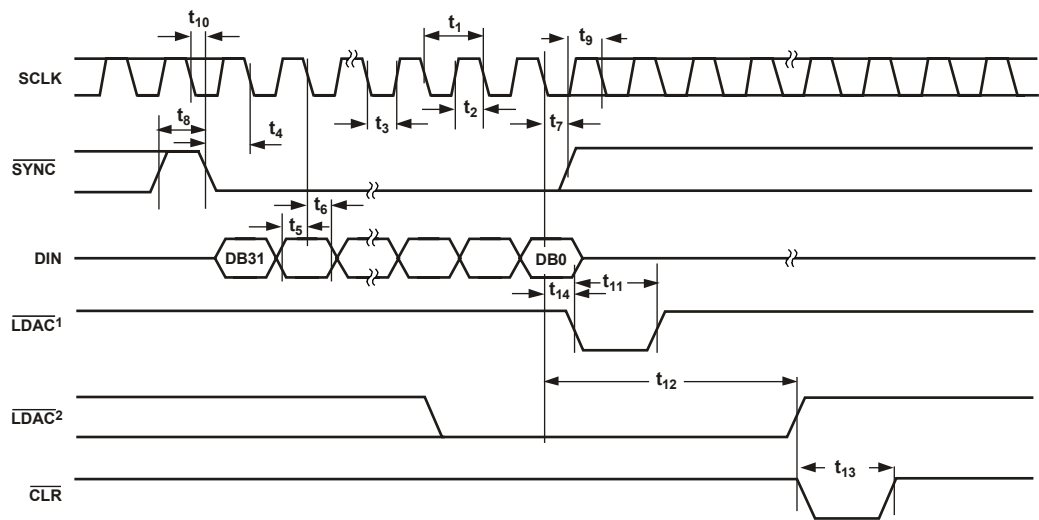 t10
t1
t9
SCLK
t8
t4
t3
t2
t7
SYNC
t6
t5
DIN
DB31
DB0
t14
t11
LDAC1
t12
LDAC2
t13
CLR